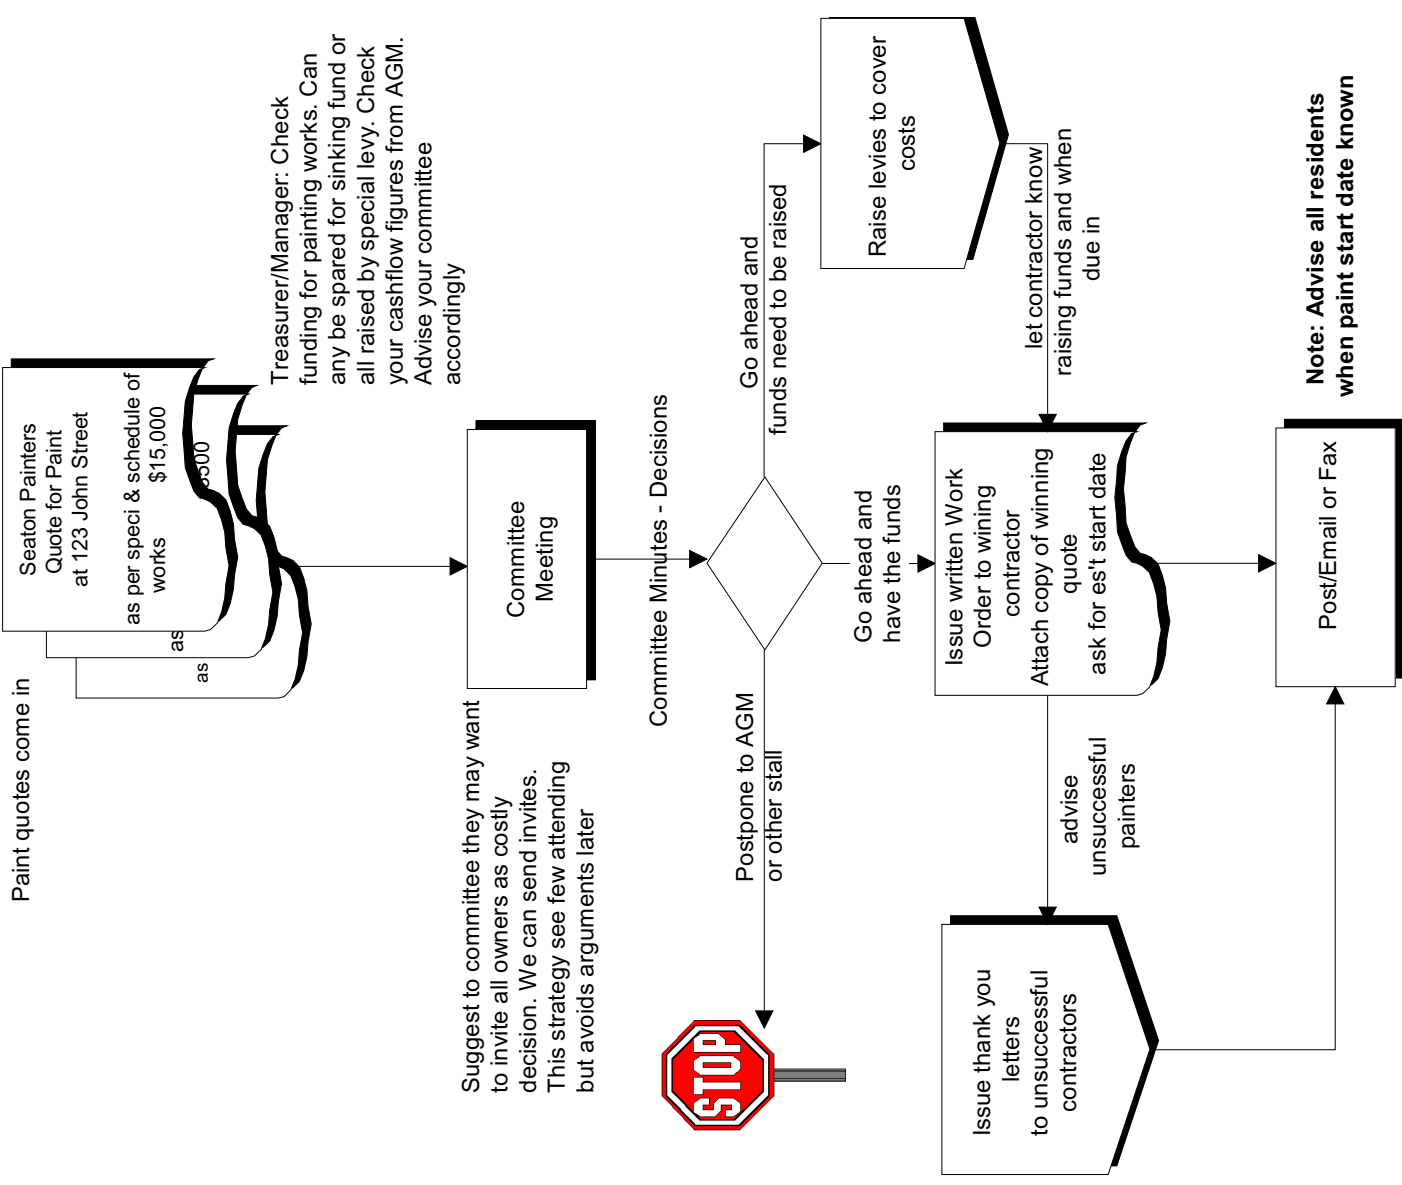 Paint quotes come in
Seaton Painters
Quote for Paint
at 123 John Street
as per speci & schedule of
works $15,000
as
500
as
Treasurer/Manager: Check
funding for painting works. Can
any be spared for sinking fund or
all raised by special levy. Check
your cashflow figures from AGM.
Advise your committee
accordingly
Suggest to committee they may want
to invite all owners as costly
decision. We can send invites.
This strategy see few attending
but avoids arguments later
Committee
Meeting
Committee Minutes - Decisions
STOP
Postpone to AGM
or other stall
Go ahead and
funds need to be raised
Raise levies to cover
costs
Go ahead and
have the funds
let contractor know
raising funds and when
due in
Issue written Work
Order to wining
contractor
Attach copy of winning
quote
ask for es't start date
advise
unsuccessful
painters
Issue thank you
letters
to unsuccessful
contractors
Post/Email or Fax
Note: Advise all residents
when paint start date known